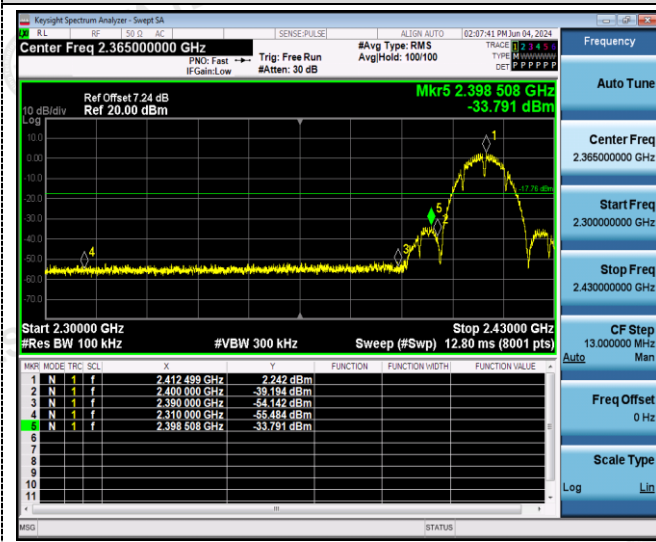 Keysight Spectrum Analyzer - Swept SA
RL RF 50 Ω AC SENSE:PULSE ALIGN AUTO 02:07:41 PM Jun 04, 2024
Center Freq 2.365000000 GHz
PNO: Fast
IFGain:Low
Trig: Free Run
#Atten: 30 dB
#Avg Type: RMS
Avg|Hold: 100/100
TRACE 1 2 3 4 5 6
TYPE M WWWWW
DET P P P P P P
Mkr5 2.398 508 GHz
-33.791 dBm
Ref Offset 7.24 dB
10 dB/div Ref 20.00 dBm
Log
10.0
0.00
-10.0
-20.0
-30.0
-40.0
-50.0
-60.0
-70.0
1
-17.76 dBm
5
2
3
4
Start 2.30000 GHz Stop 2.43000 GHz
#Res BW 100 kHz #VBW 300 kHz Sweep (#Swp) 12.80 ms (8001 pts)
MKR MODE TRC SCL X Y FUNCTION FUNCTION WIDTH FUNCTION VALUE
1 N 1 f 2.412 499 GHz 2.242 dBm
2 N 1 f 2.400 000 GHz -39.194 dBm
3 N 1 f 2.390 000 GHz -54.142 dBm
4 N 1 f 2.310 000 GHz -55.484 dBm
5 N 1 f 2.398 508 GHz -33.791 dBm
6
7
8
9
10
11
MSG STATUS
Frequency
Auto Tune
Center Freq
2.365000000 GHz
Start Freq
2.300000000 GHz
Stop Freq
2.430000000 GHz
CF Step
13.000000 MHz
Auto Man
Freq Offset
0 Hz
Scale Type
Log Lin